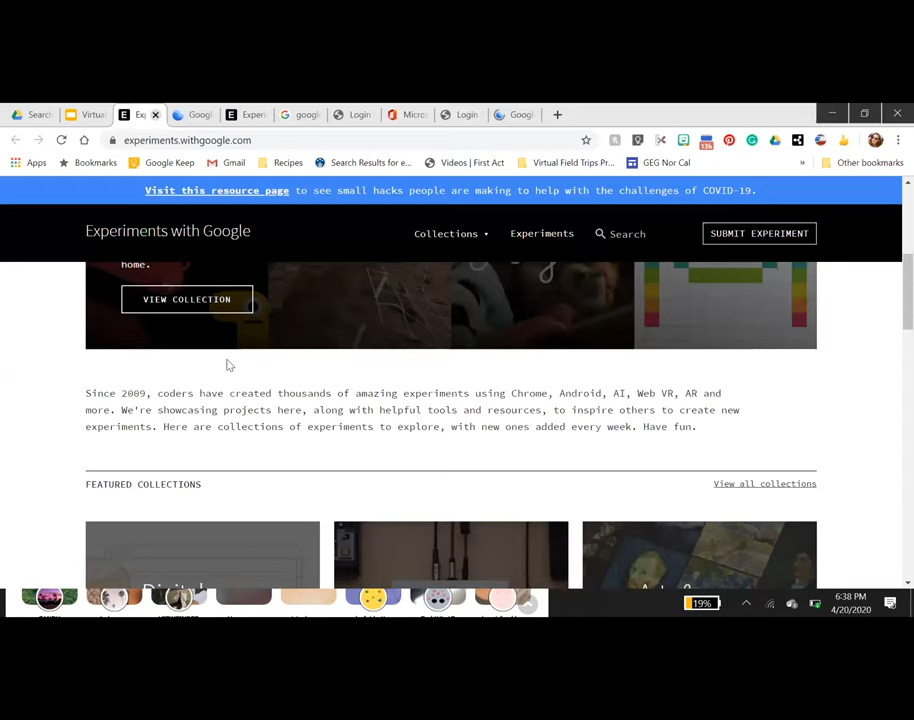 Search
Virtual
Exp
Googl
Experi
googl
Login
Micro
Login
Googl
experiments.withgoogle.com
13k
Apps
Bookmarks
Google Keep
Gmail
Recipes
Search Results for e...
Videos | First Act
Virtual Field Trips Pr...
GEG Nor Cal
»
Other bookmarks
Visit this resource page to see small hacks people are making to help with the challenges of COVID-19.
Experiments with Google
Collections
Experiments
Search
SUBMIT EXPERIMENT
home.
VIEW COLLECTION
Since 2009, coders have created thousands of amazing experiments using Chrome, Android, AI, Web VR, AR and
more. We're showcasing projects here, along with helpful tools and resources, to inspire others to create new
experiments. Here are collections of experiments to explore, with new ones added every week. Have fun.
FEATURED COLLECTIONS
View all collections
19%
6:38 PM
4/20/2020